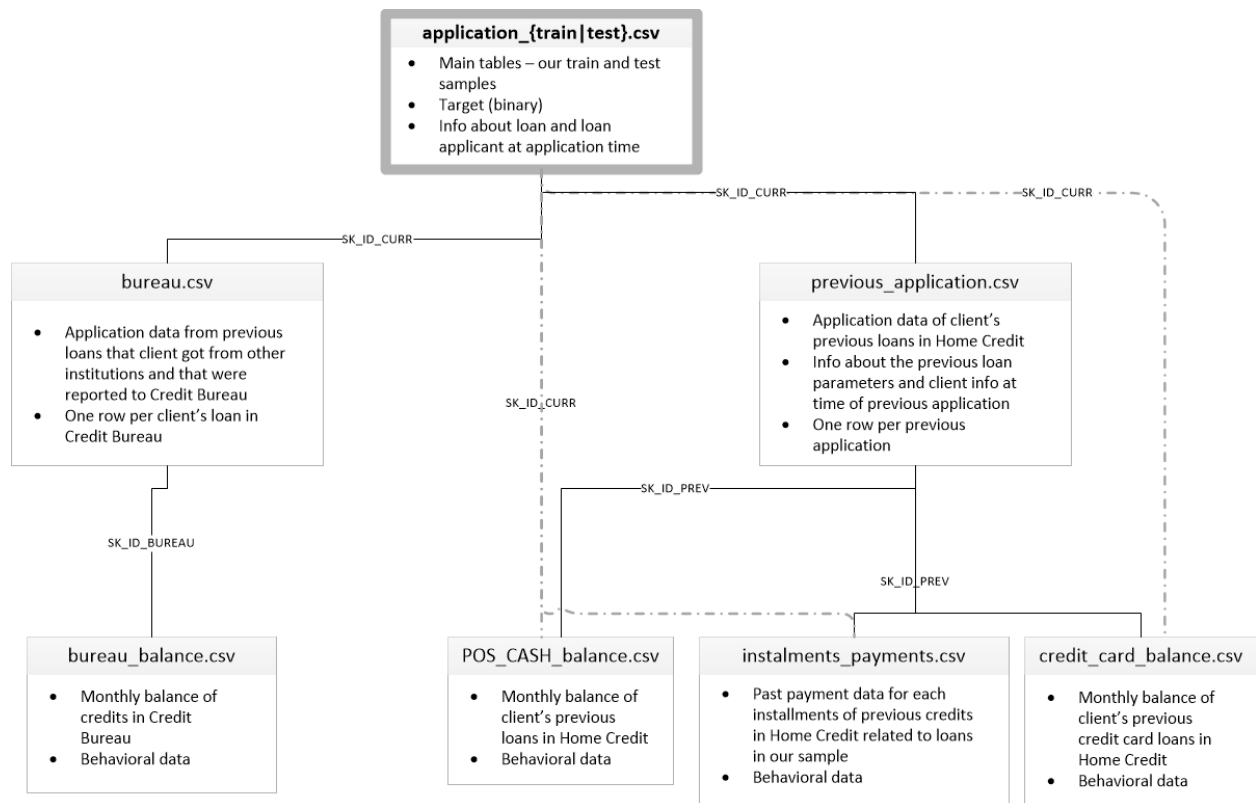 application_{train|test}.csv
• Main tables – our train and test
samples
• Target (binary)
• Info about loan and loan
applicant at application time
SK_ID_CURR
SK_ID_CURR
SK_ID_CURR
bureau.csv
• Application data from previous
loans that client got from other
institutions and that were
reported to Credit Bureau
• One row per client's loan in
Credit Bureau
previous_application.csv
• Application data of client's
previous loans in Home Credit
• Info about the previous loan
parameters and client info at
time of previous application
• One row per previous
application
SK_ID_CURR
SK_ID_PREV
SK_ID_BUREAU
SK_ID_PREV
bureau_balance.csv
• Monthly balance of
credits in Credit
Bureau
• Behavioral data
POS_CASH_balance.csv
• Monthly balance of
client's previous
loans in Home Credit
• Behavioral data
instalments_payments.csv
• Past payment data for each
installments of previous credits
in Home Credit related to loans
in our sample
• Behavioral data
credit_card_balance.csv
• Monthly balance of
client's previous
credit card loans in
Home Credit
• Behavioral data